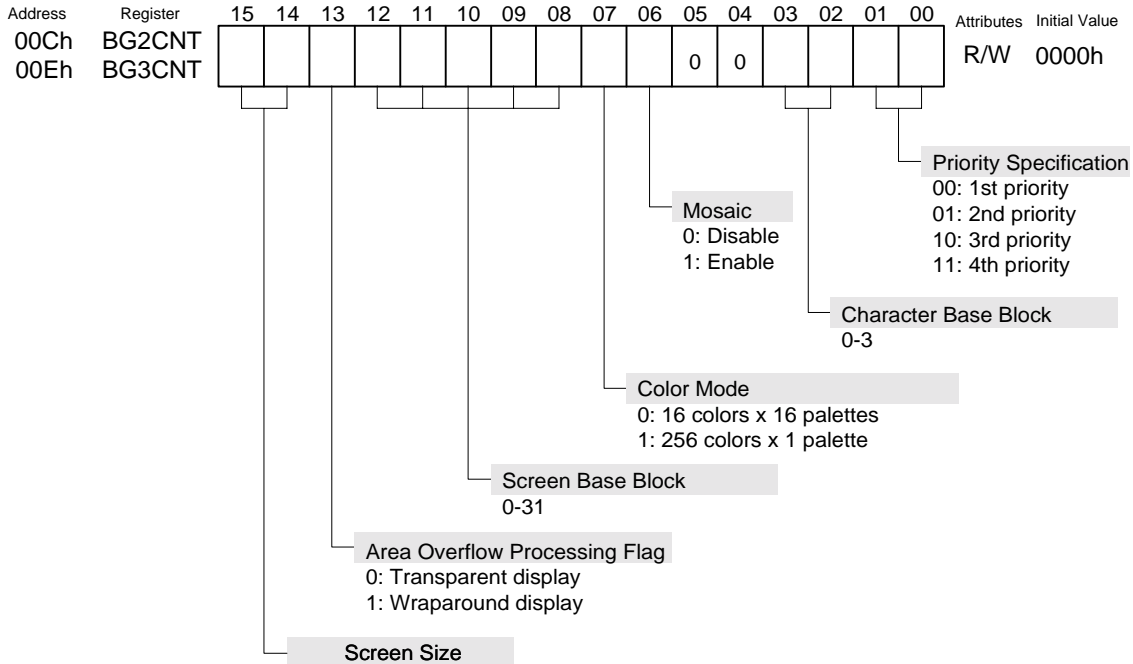 Address Register 15 14 13 12 11 10 09 08 07 06 05 04 03 02 01 00 Attributes Initial Value
00Ch BG2CNT
00Eh BG3CNT
0 0
R/W 0000h
Priority Specification
00: 1st priority
01: 2nd priority
10: 3rd priority
11: 4th priority
Mosaic
0: Disable
1: Enable
Character Base Block
0-3
Color Mode
0: 16 colors x 16 palettes
1: 256 colors x 1 palette
Screen Base Block
0-31
Area Overflow Processing Flag
0: Transparent display
1: Wraparound display
Screen Size